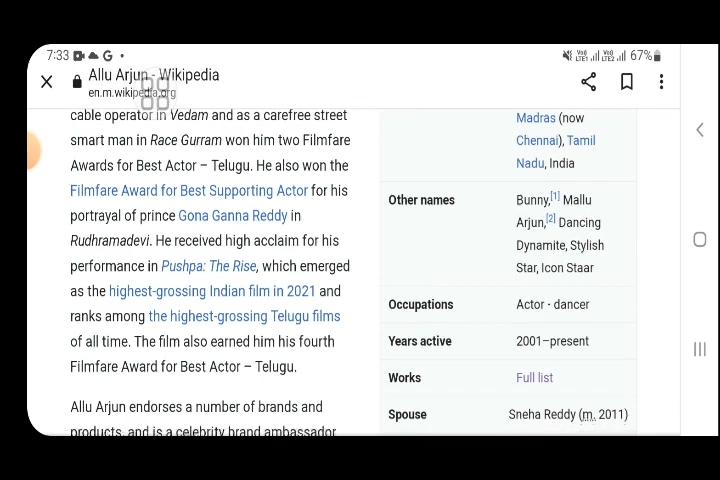 7:33
67%
Allu Arjun - Wikipedia
en.m.wikipedia.org
cable operator in Vedam and as a carefree street
smart man in Race Gurram won him two Filmfare
Awards for Best Actor – Telugu. He also won the
Filmfare Award for Best Supporting Actor for his
portrayal of prince Gona Ganna Reddy in
Rudhramadevi. He received high acclaim for his
performance in Pushpa: The Rise, which emerged
as the highest-grossing Indian film in 2021 and
ranks among the highest-grossing Telugu films
of all time. The film also earned him his fourth
Filmfare Award for Best Actor – Telugu.
Allu Arjun endorses a number of brands and
products, and is a celebrity brand ambassador
Madras (now
Chennai), Tamil
Nadu, India
Other names
Bunny,[1] Mallu
Arjun,[2] Dancing
Dynamite, Stylish
Star, Icon Staar
Occupations
Actor - dancer
Years active
2001–present
Works
Full list
Spouse
Sneha Reddy (m. 2011)